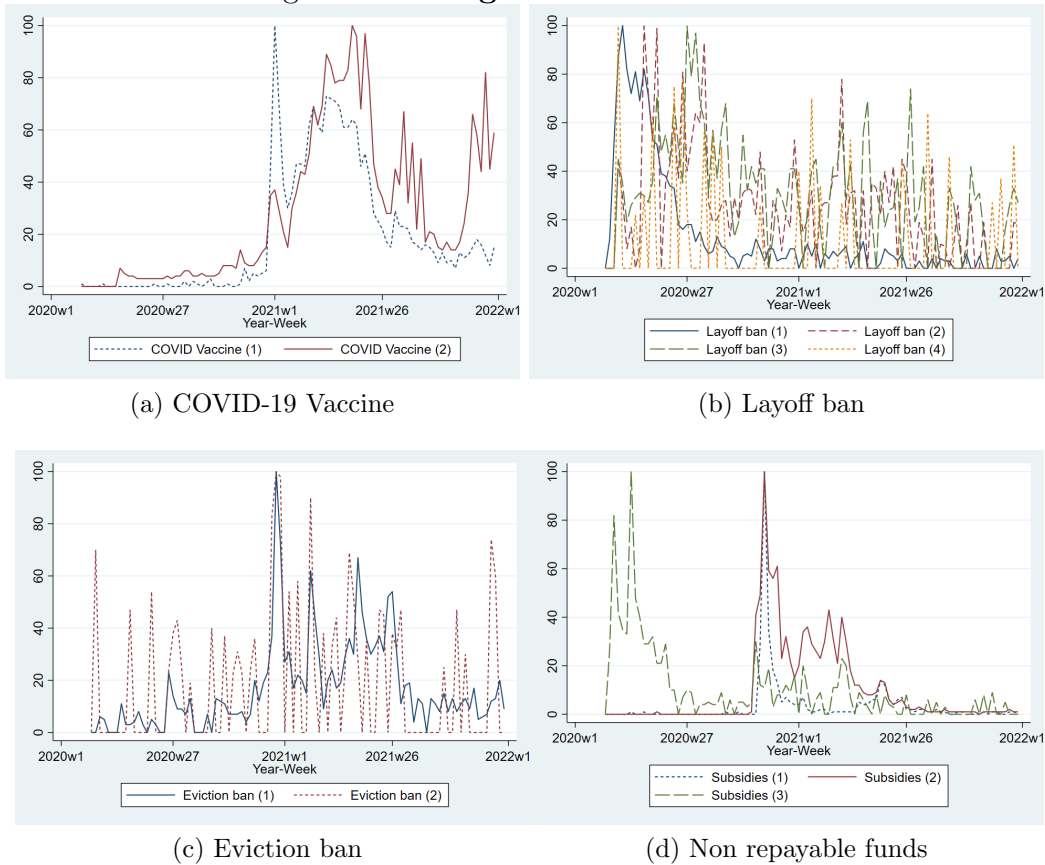 0 20 40 60 80 100
2020w1 2020w27 2021w1 2021w26 2022w1
Year-Week
COVID Vaccine (1) COVID Vaccine (2)
(a) COVID-19 Vaccine
0 20 40 60 80 100
2020w1 2020w27 2021w1 2021w26 2022w1
Year-Week
Layoff ban (1) Layoff ban (2)
Layoff ban (3) Layoff ban (4)
(b) Layoff ban
0 20 40 60 80 100
2020w1 2020w27 2021w1 2021w26 2022w1
Year-Week
Eviction ban (1) Eviction ban (2)
(c) Eviction ban
0 20 40 60 80 100
2020w1 2020w27 2021w1 2021w26 2022w1
Year-Week
Subsidies (1) Subsidies (2)
Subsidies (3)
(d) Non repayable funds